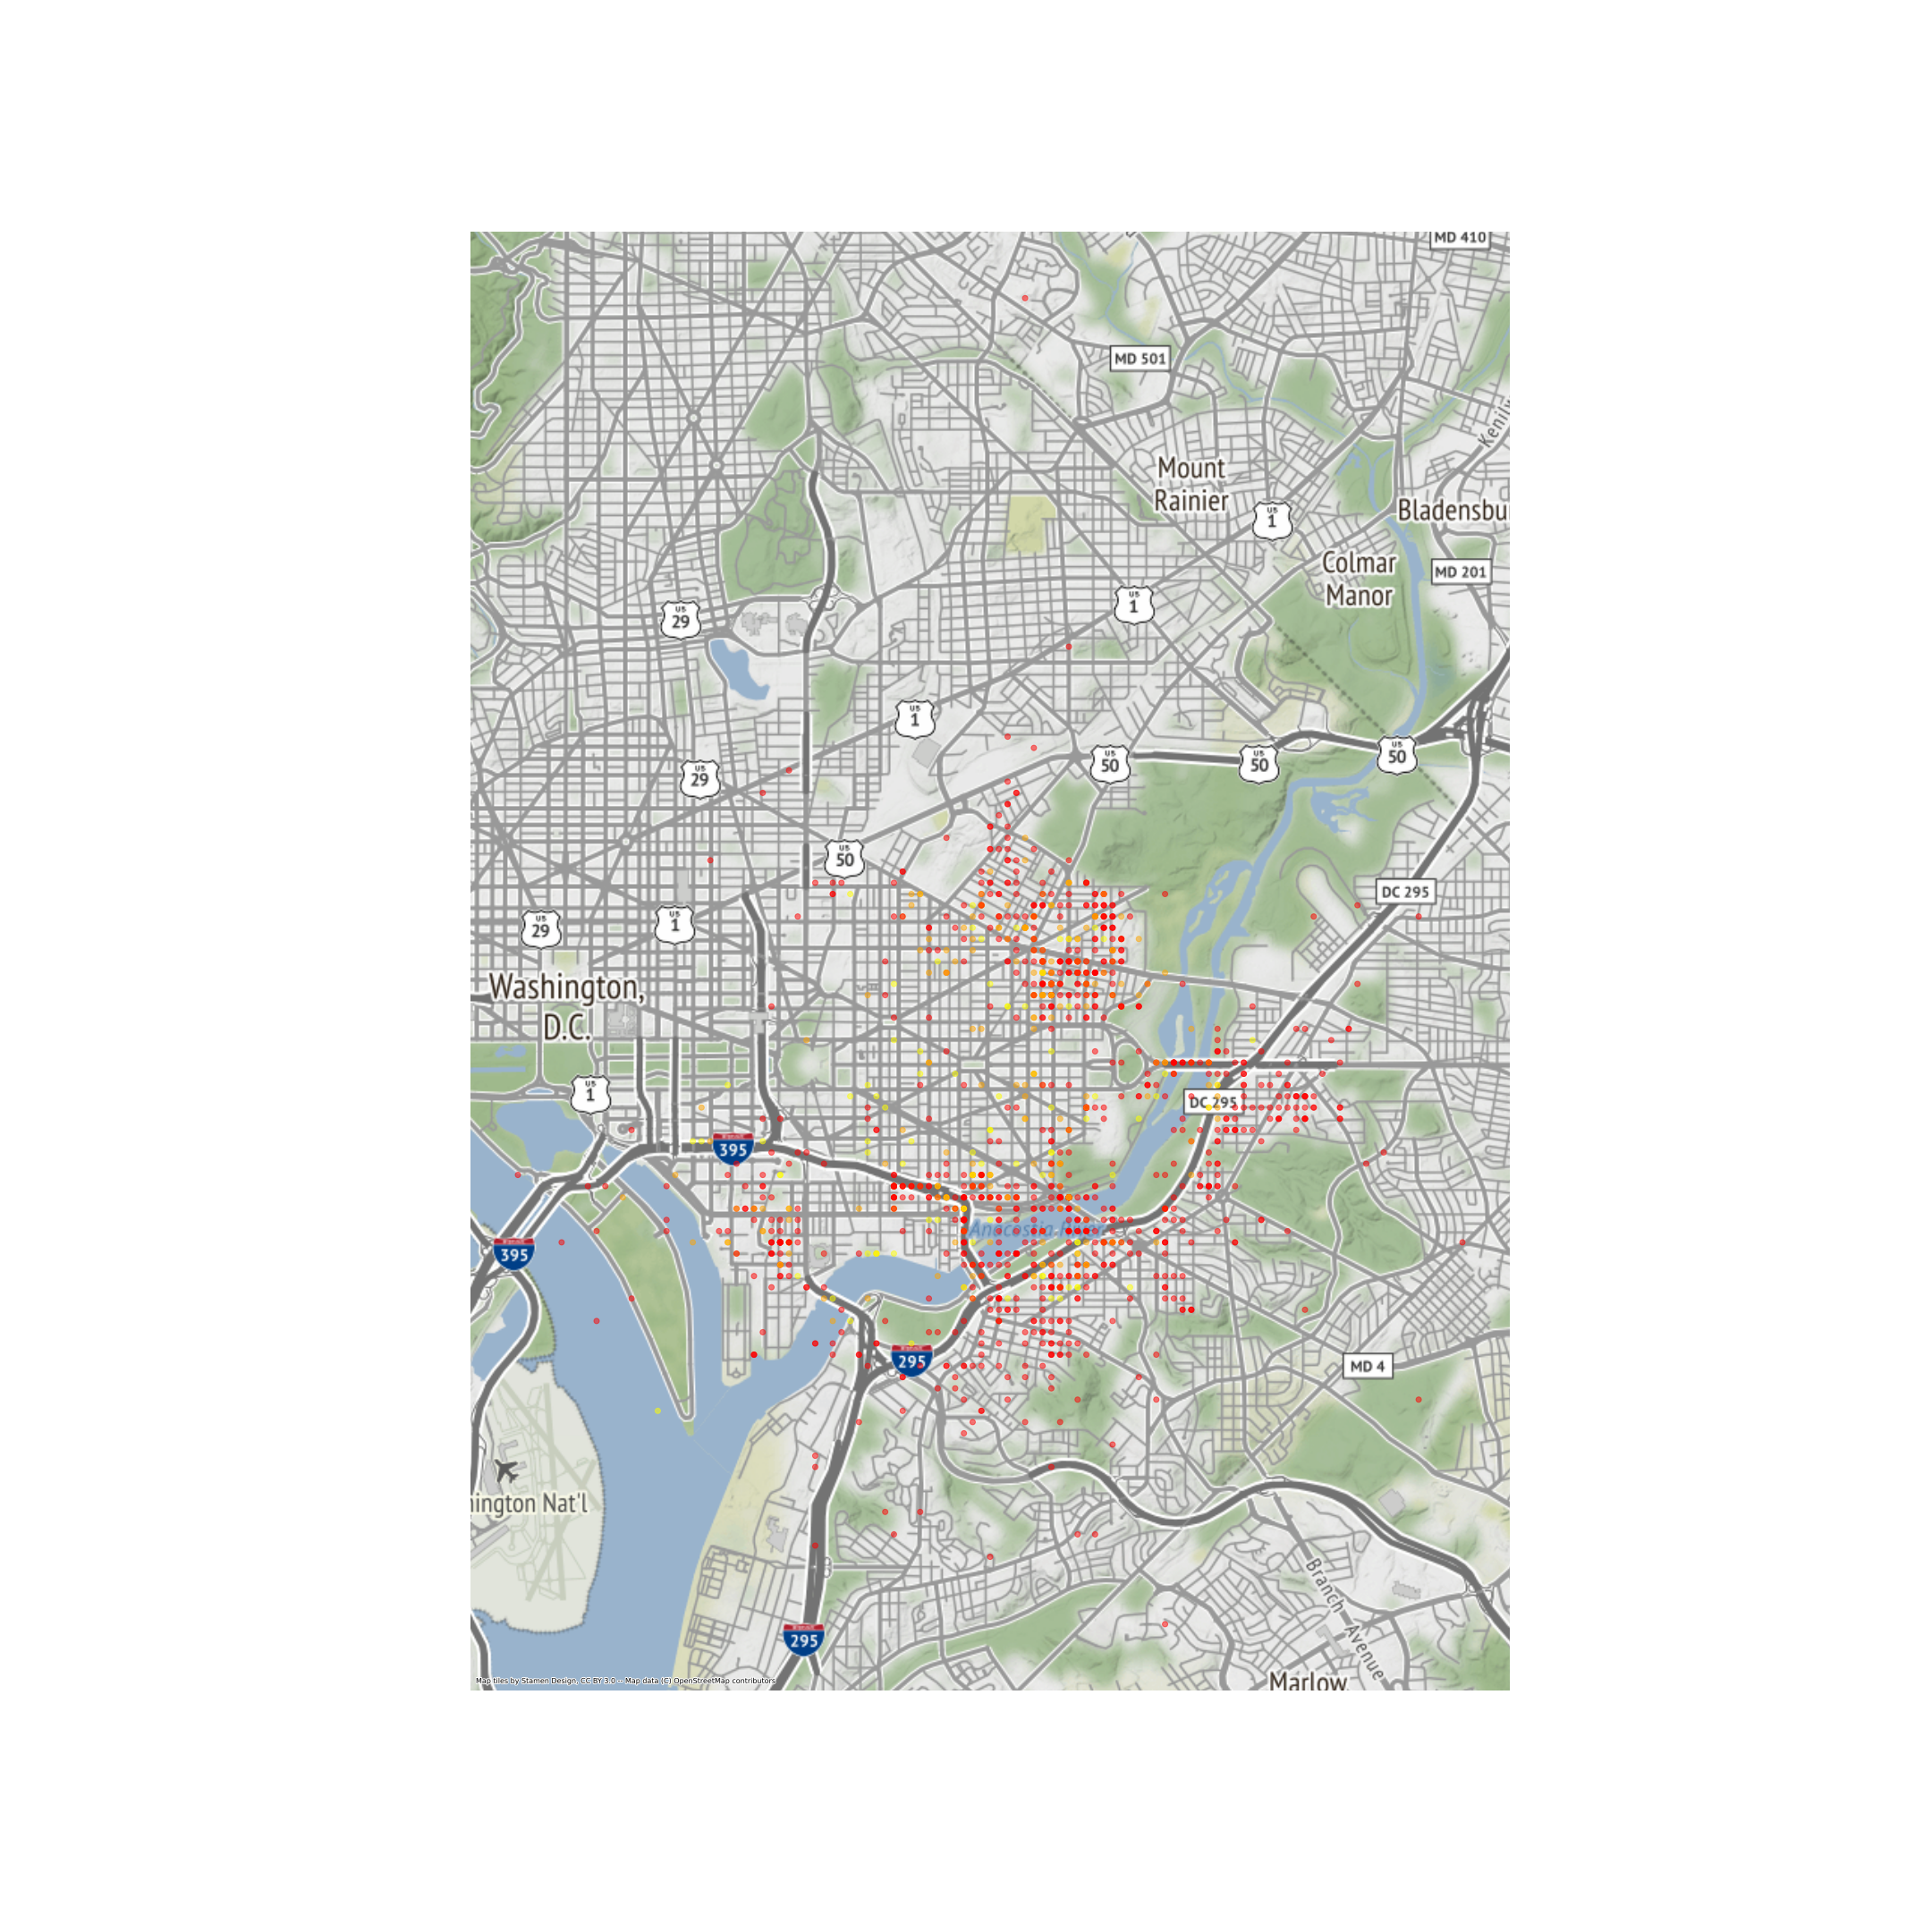 MD 410
MD 501
Kenil
Mount
Rainier
US
1
Bladensbu
Colmar
Manor
MD 201
US
1
US
29
US
1
US
50
US
50
US
50
US
29
US
50
DC 295
US
29
US
1
Washington,
D.C.
US
1
DC 295
395
Anacostia River
395
295
MD 4
ington Nat'l
Branch Avenue
295
Marlow
Map tiles by Stamen Design, CC BY 3.0 -- Map data (C) OpenStreetMap contributors